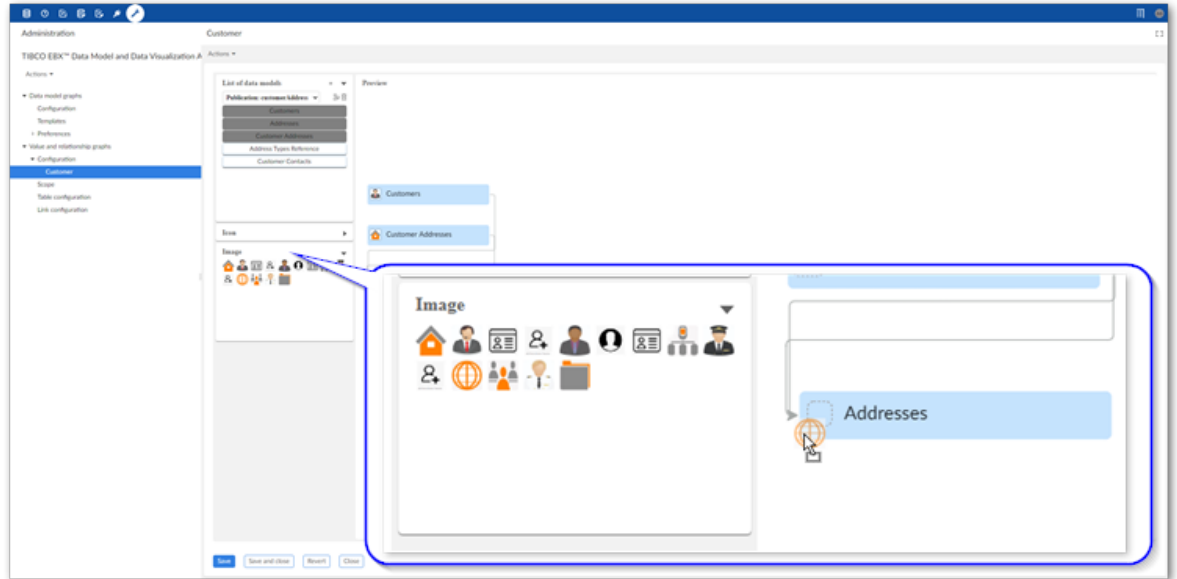 Administration
Customer
TIBCO EBX™ Data Model and Data Visualization A
Actions
Actions
Data model graphs
Configuration
Templates
Preferences
Value and relationship graphs
Configuration
Customer
Scope
Table configuration
Link configuration
List of data models
Preview
Publication: customerAddress
Customers
Addresses
Customer Addresses
Address Types Reference
Customer Contacts
Customers
Icon
Customer Addresses
Image
Image
Addresses
Save
Save and close
Revert
Close